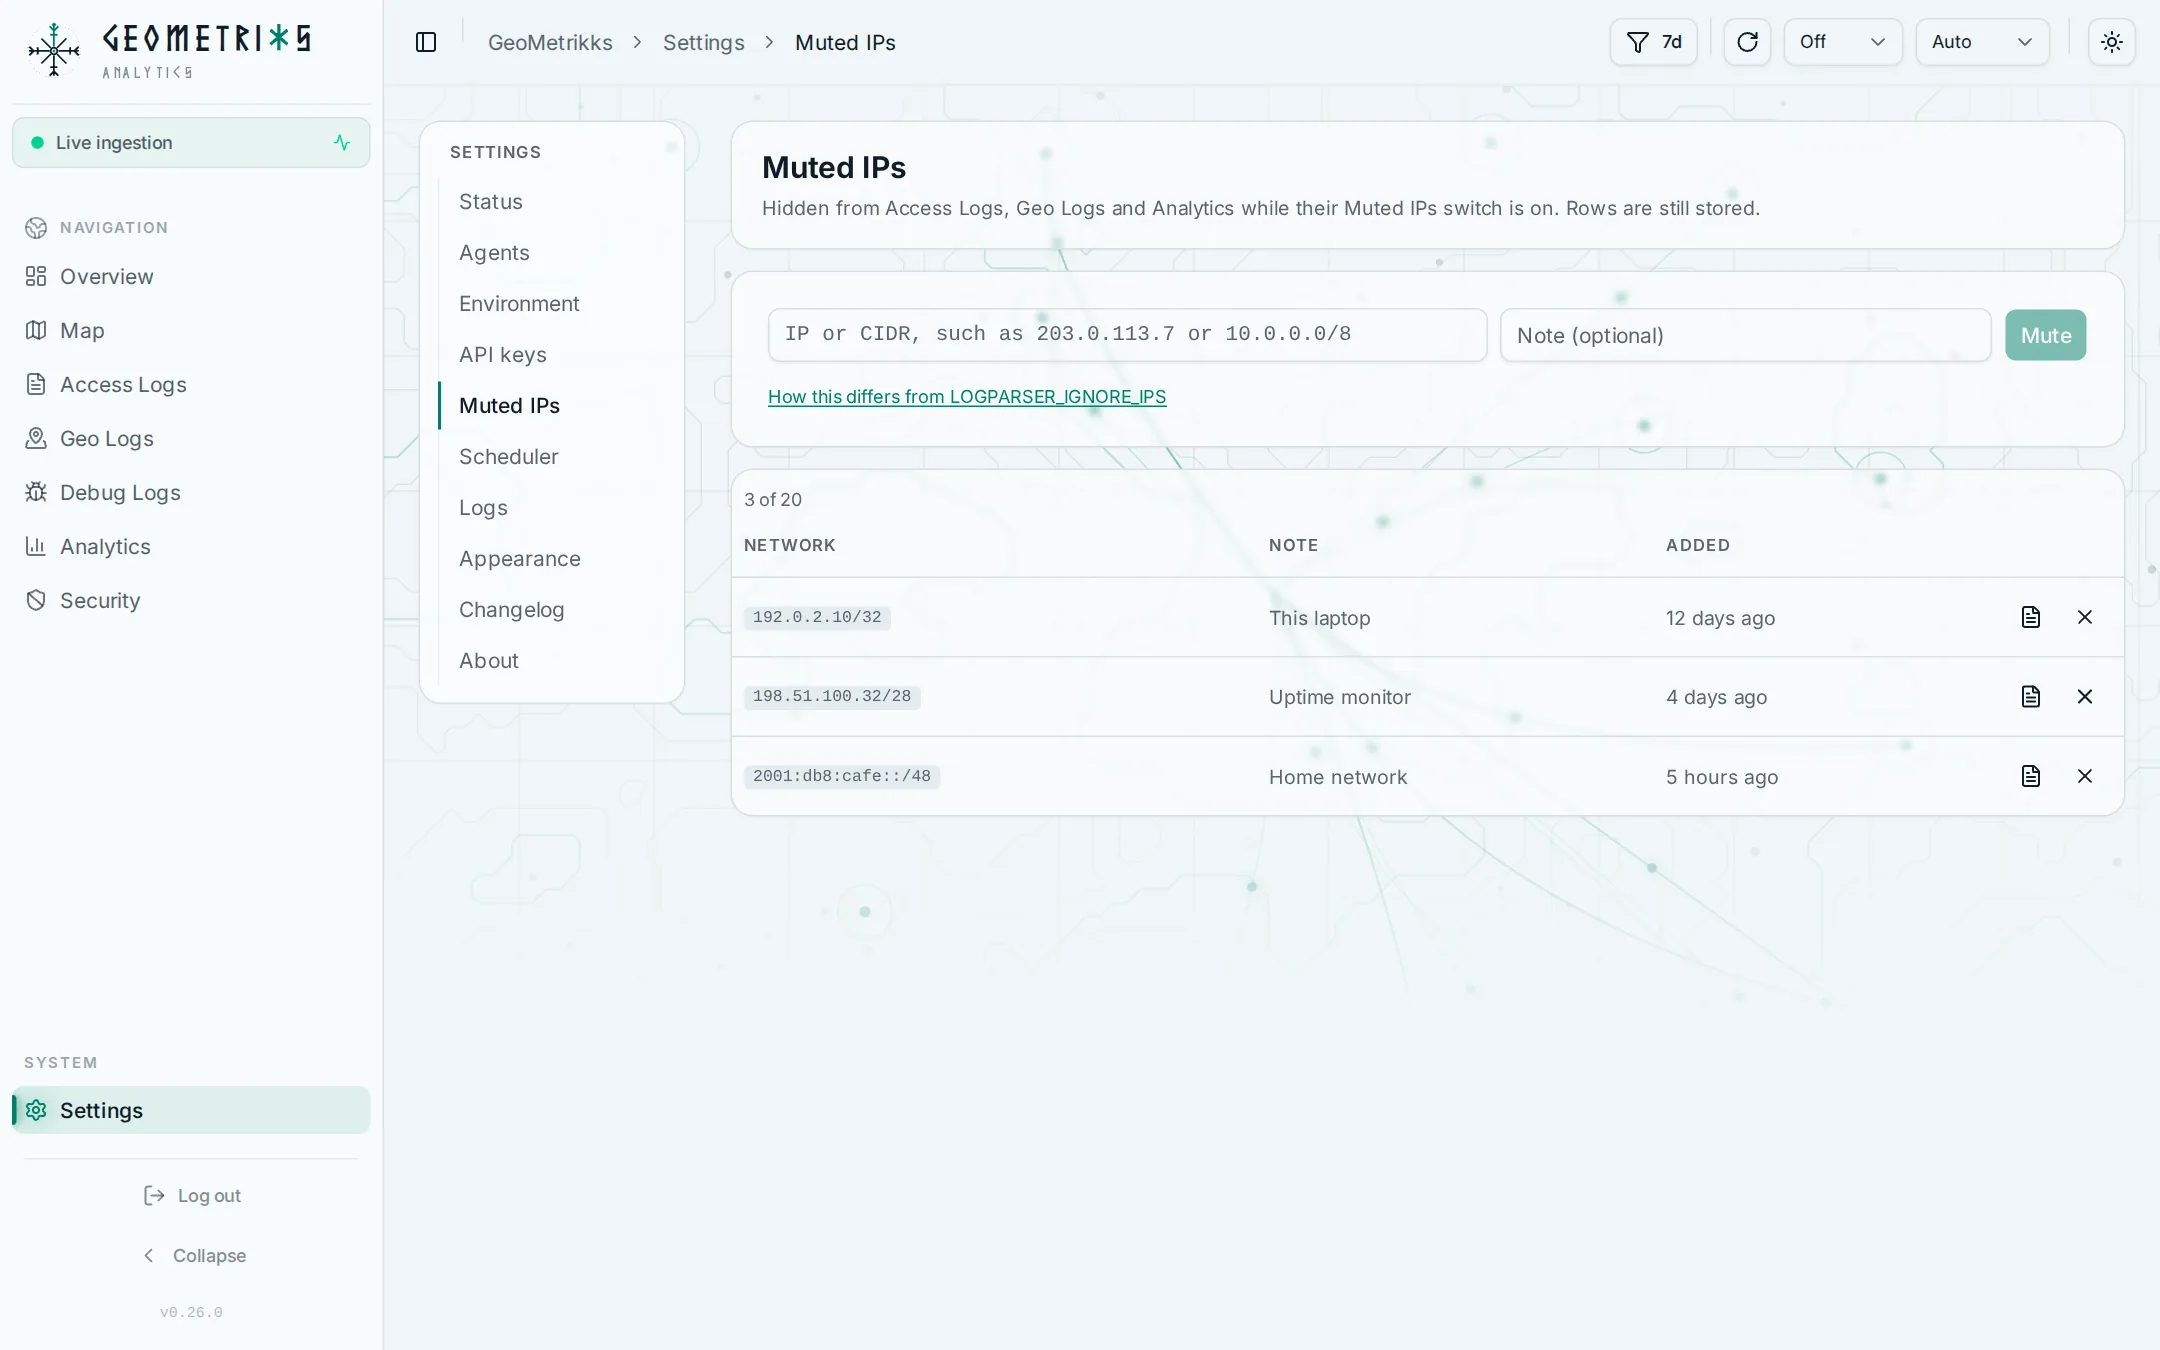 GEOMETRIKS
ANALYTICS
Live ingestion
NAVIGATION
Overview
Map
Access Logs
Geo Logs
Debug Logs
Analytics
Security
SYSTEM
Settings
Log out
Collapse
v0.26.0
GeoMetrikks > Settings > Muted IPs
7d
Off
Auto
SETTINGS
Status
Agents
Environment
API keys
Muted IPs
Scheduler
Logs
Appearance
Changelog
About
Muted IPs
Hidden from Access Logs, Geo Logs and Analytics while their Muted IPs switch is on. Rows are still stored.
IP or CIDR, such as 203.0.113.7 or 10.0.0.0/8
Note (optional)
Mute
How this differs from LOGPARSER_IGNORE_IPS
3 of 20
NETWORK NOTE ADDED
192.0.2.10/32 This laptop 12 days ago
198.51.100.32/28 Uptime monitor 4 days ago
2001:db8:cafe::/48 Home network 5 hours ago